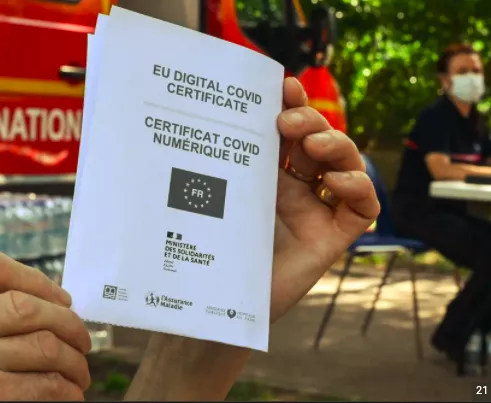 NATION
EU DIGITAL COVID
CERTIFICATE
CERTIFICAT COVID
NUMÉRIQUE UE
FR
MINISTÈRE
DES SOLIDARITÉS
ET DE LA SANTÉ
l'Assurance
Maladie
21